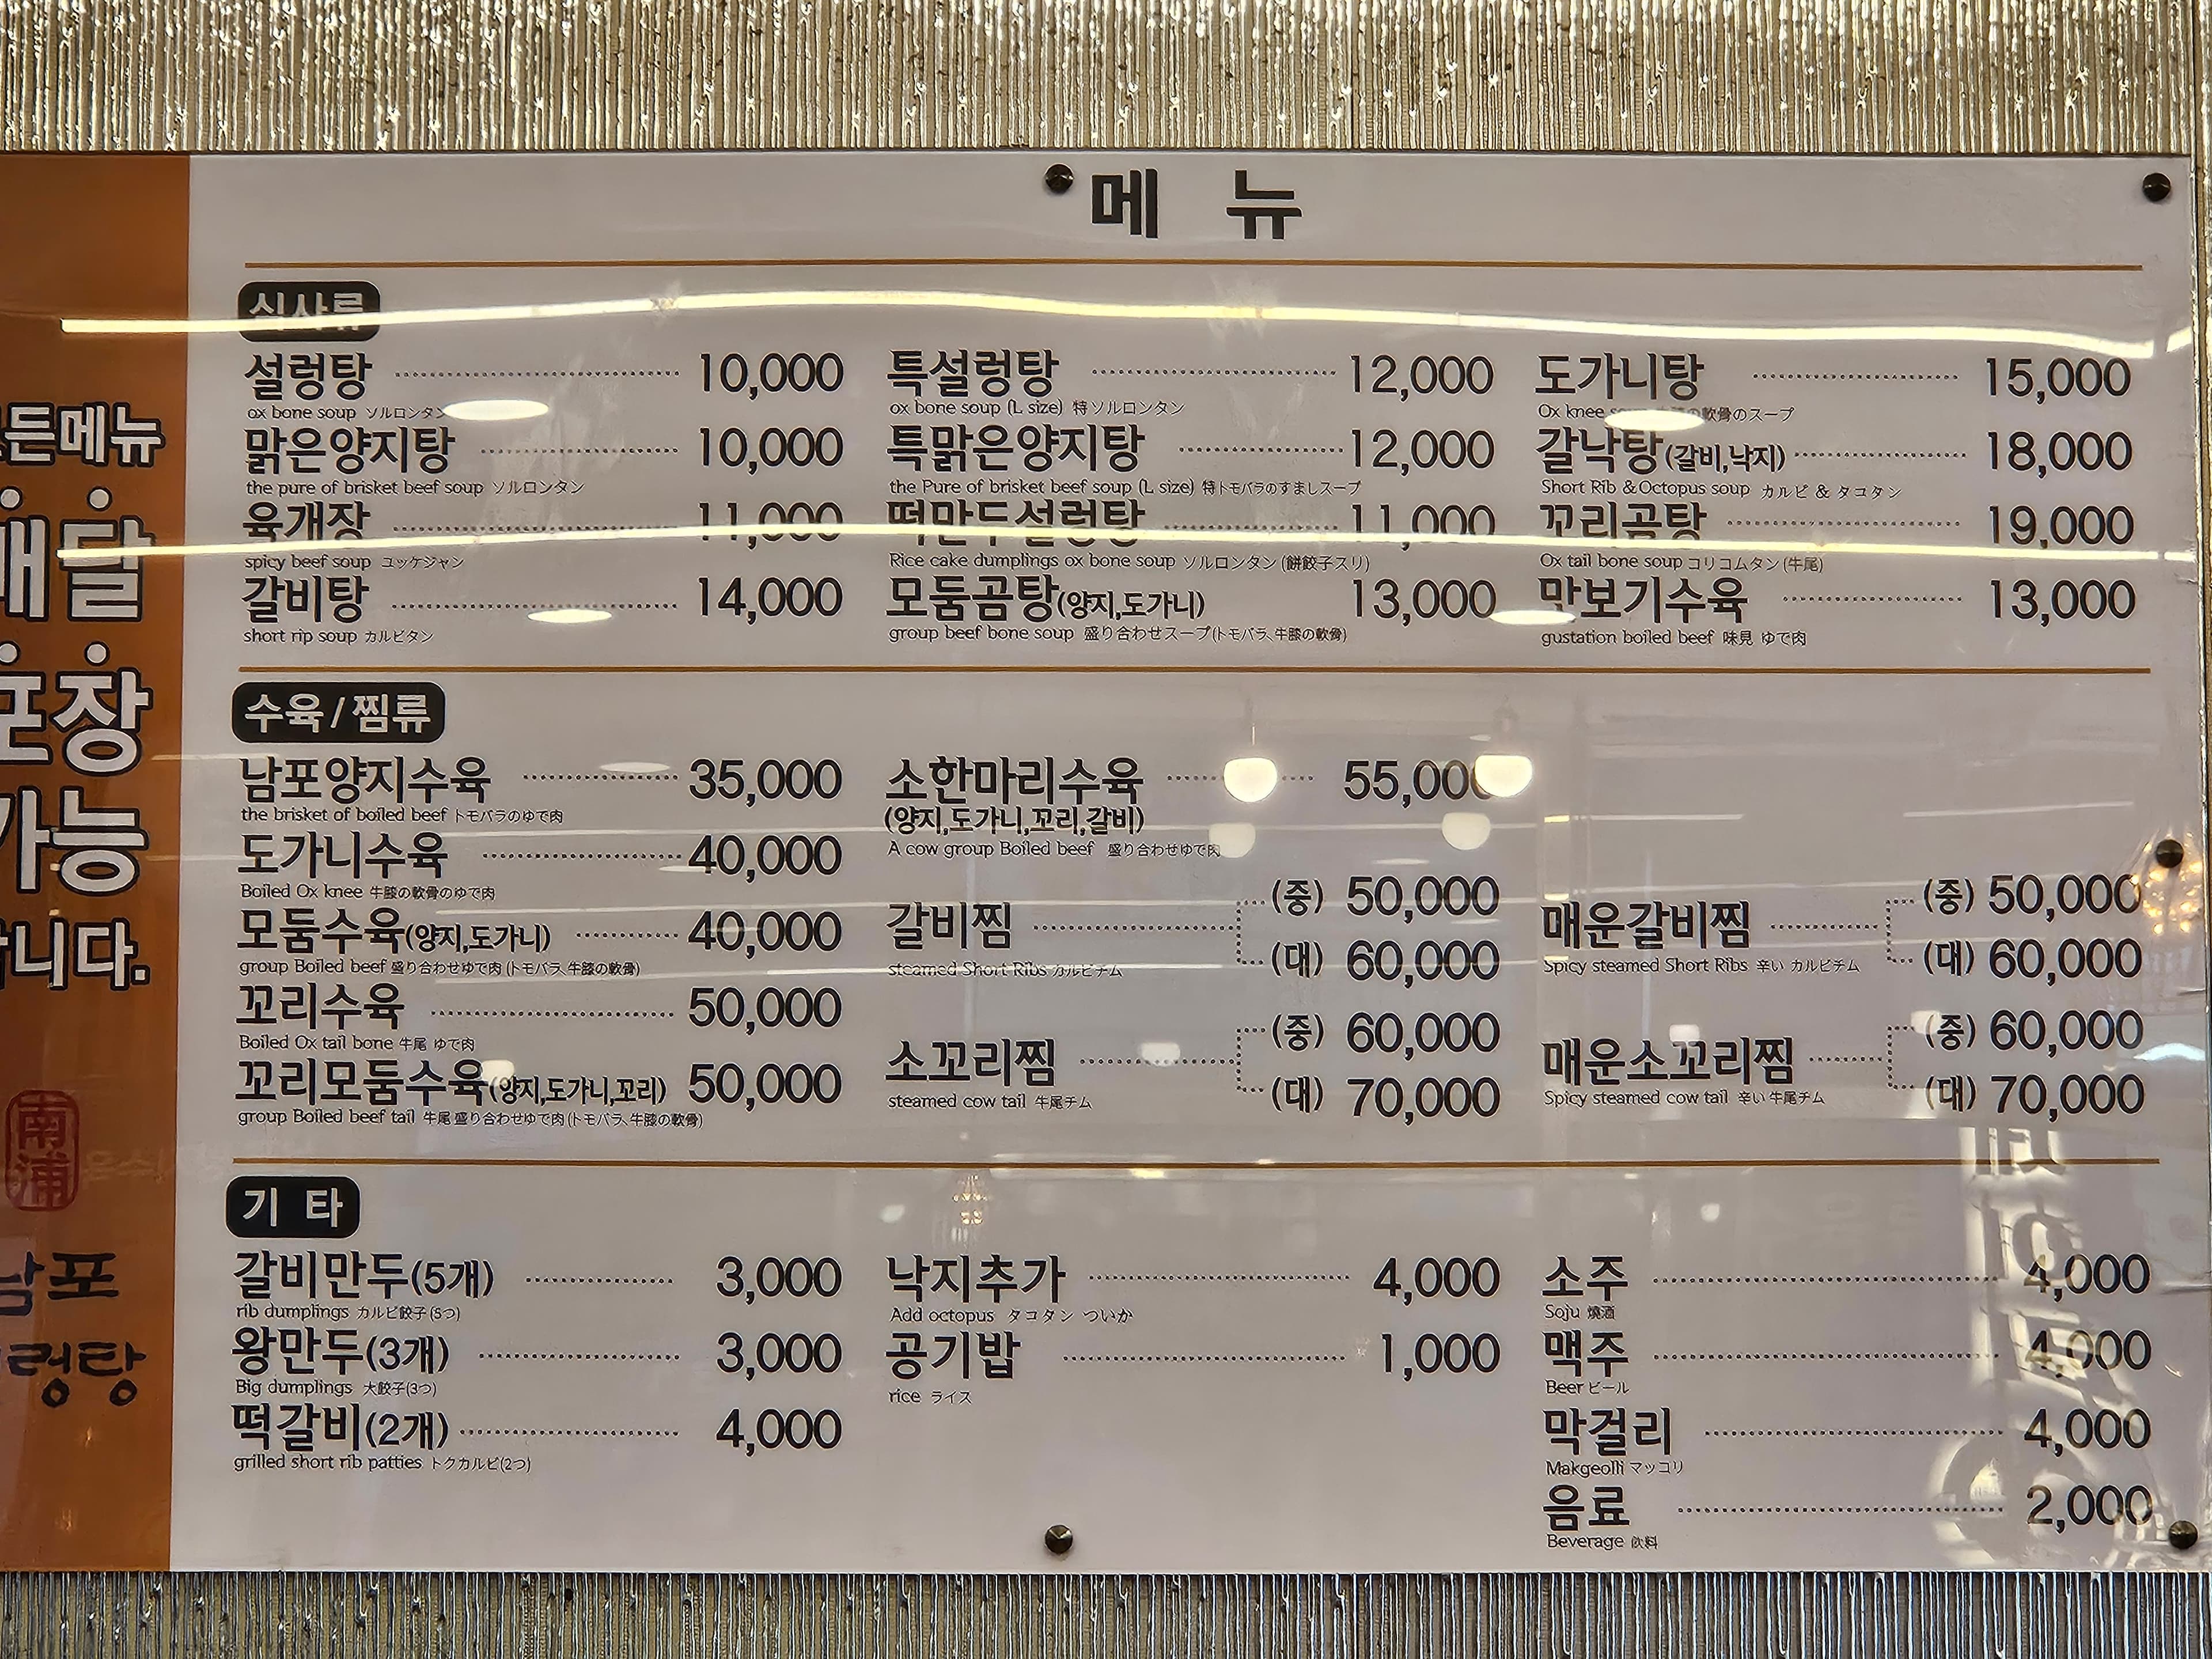 메 뉴
식사류
설렁탕 10,000
ox bone soup ソルロンタン
맑은양지탕 10,000
the pure of brisket beef soup ソルロンタン
육개장 11,000
spicy beef soup ユッケジャン
갈비탕 14,000
short rip soup カルビタン
특설렁탕 12,000
ox bone soup (L size) 特ソルロンタン
특맑은양지탕 12,000
the Pure of brisket beef soup (L size) 特トモバラのすましスープ
떡만두설렁탕 11,000
Rice cake dumplings ox bone soup ソルロンタン(餅餃子スリ)
모둠곰탕(양지,도가니) 13,000
group beef bone soup 盛り合わせスープ(トモバラ、牛膝の軟骨)
도가니탕 15,000
Ox knee の軟骨のスープ
갈낙탕(갈비,낙지) 18,000
Short Rib & Octopus soup カルビ & タコタン
꼬리곰탕 19,000
Ox tail bone soup コリコムタン(牛尾)
맛보기수육 13,000
gustation boiled beef 味見 ゆで肉
수육/찜류
남포양지수육 35,000
the brisket of boiled beef トモバラのゆで肉
도가니수육 40,000
Boiled Ox knee 牛膝の軟骨のゆで肉
모둠수육(양지,도가니) 40,000
group Boiled beef 盛り合わせゆで肉(トモバラ、牛膝の軟骨)
꼬리수육 50,000
Boiled Ox tail bone 牛尾 ゆで肉
꼬리모둠수육(양지,도가니,꼬리) 50,000
group Boiled beef tail 牛尾 盛り合わせゆで肉(トモバラ、牛膝の軟骨)
소한마리수육 55,000
(양지,도가니,꼬리,갈비)
A cow group Boiled beef 盛り合わせゆで肉
갈비찜 (중) 50,000
(대) 60,000
steamed Short Ribs カルビチム
소꼬리찜 (중) 60,000
(대) 70,000
steamed cow tail 牛尾チム
매운갈비찜 (중) 50,000
(대) 60,000
Spicy steamed Short Ribs 辛い カルビチム
매운소꼬리찜 (중) 60,000
(대) 70,000
Spicy steamed cow tail 辛い 牛尾チム
기 타
갈비만두(5개) 3,000
rib dumplings カルビ餃子(5つ)
왕만두(3개) 3,000
Big dumplings 大餃子(3つ)
떡갈비(2개) 4,000
grilled short rib patties トクカルビ(2つ)
낙지추가 4,000
Add octopus タコタン ついか
공기밥 1,000
rice ライス
소주 4,000
Soju 燒酒
맥주 4,000
Beer ビール
막걸리 4,000
Makgeolli マッコリ
음료 2,000
Beverage 飲料
든메뉴
배달
포장
가능
니다.
南浦
남포
렁탕